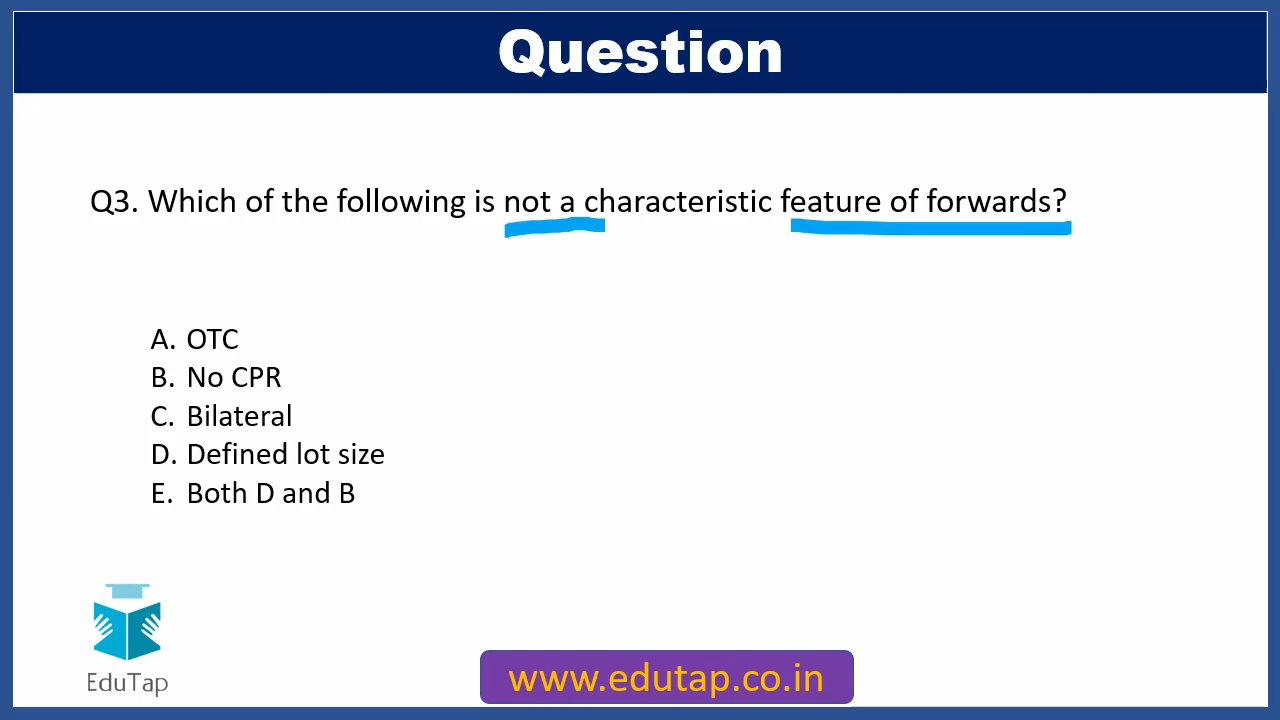 Question
Q3. Which of the following is not a characteristic feature of forwards?
A. OTC
B. No CPR
C. Bilateral
D. Defined lot size
E. Both D and B
EduTap
www.edutap.co.in